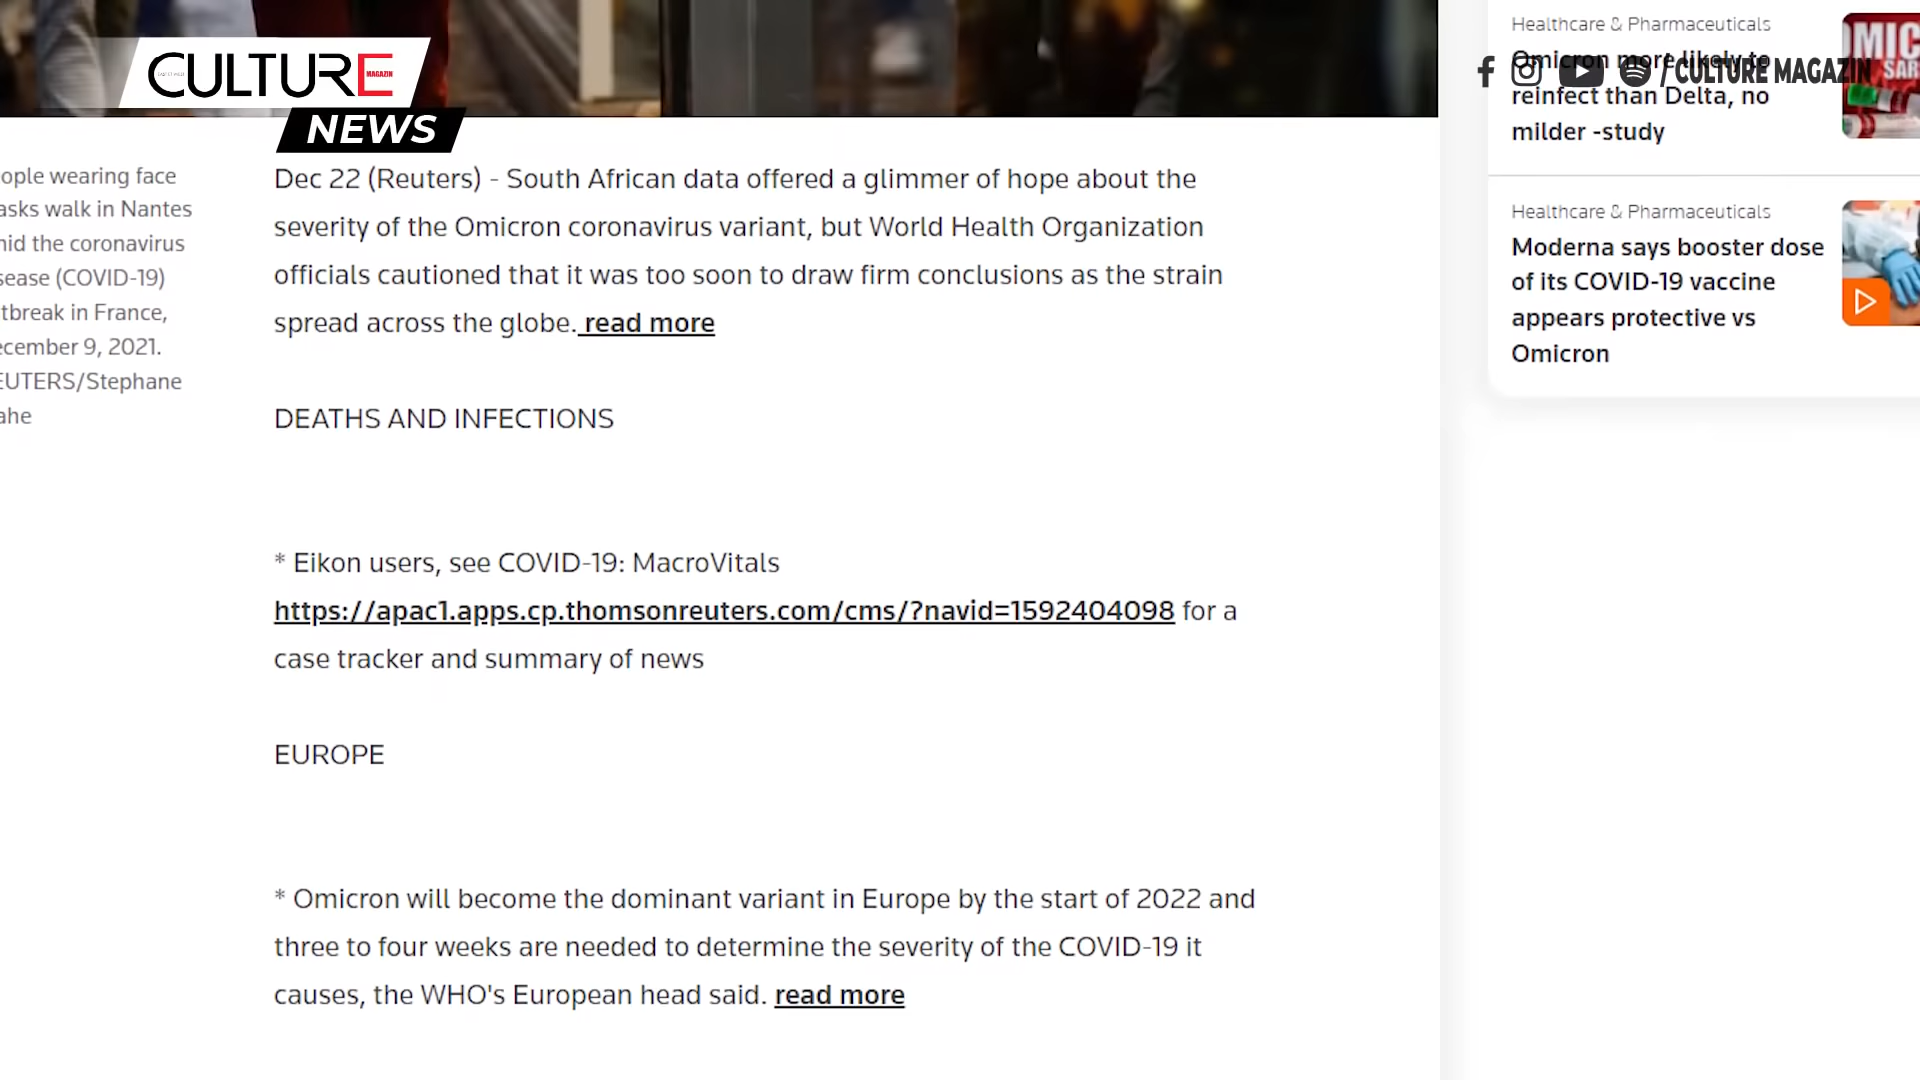 CULTURE
MAGAZIN
NEWS
/ CULTURE MAGAZIN
ople wearing face
asks walk in Nantes
nid the coronavirus
sease (COVID-19)
tbreak in France,
ecember 9, 2021.
EUTERS/Stephane
ahe
Dec 22 (Reuters) - South African data offered a glimmer of hope about the
severity of the Omicron coronavirus variant, but World Health Organization
officials cautioned that it was too soon to draw firm conclusions as the strain
spread across the globe. read more
DEATHS AND INFECTIONS
* Eikon users, see COVID-19: MacroVitals
https://apac1.apps.cp.thomsonreuters.com/cms/?navid=1592404098 for a
case tracker and summary of news
EUROPE
* Omicron will become the dominant variant in Europe by the start of 2022 and
three to four weeks are needed to determine the severity of the COVID-19 it
causes, the WHO's European head said. read more
Healthcare & Pharmaceuticals
Omicron more likely to
reinfect than Delta, no
milder -study
MIC
SAR
Healthcare & Pharmaceuticals
Moderna says booster dose
of its COVID-19 vaccine
appears protective vs
Omicron